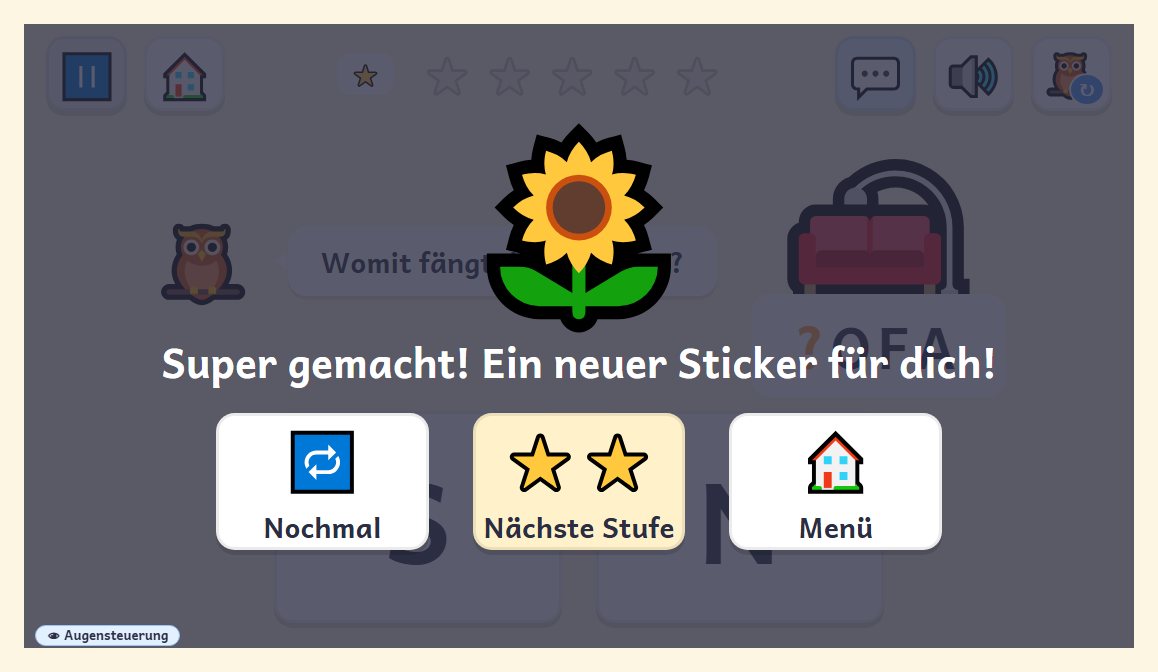 Womit fängt ?
?OFA
Super gemacht! Ein neuer Sticker für dich!
S N
Nochmal
Nächste Stufe
Menü
Augensteuerung